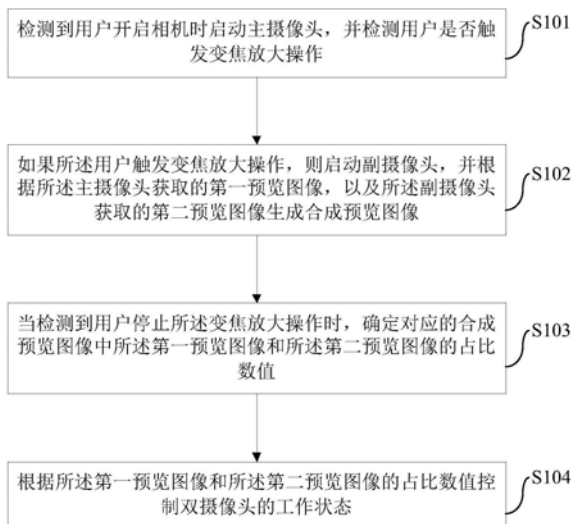 检测到用户开启相机时启动主摄像头，并检测用户是否触
发变焦放大操作
S101
如果所述用户触发变焦放大操作，则启动副摄像头，并根
据所述主摄像头获取的第一预览图像，以及所述副摄像头
获取的第二预览图像生成合成预览图像
S102
当检测到用户停止所述变焦放大操作时，确定对应的合成
预览图像中所述第一预览图像和所述第二预览图像的占比
数值
S103
根据所述第一预览图像和所述第二预览图像的占比数值控
制双摄像头的工作状态
S104